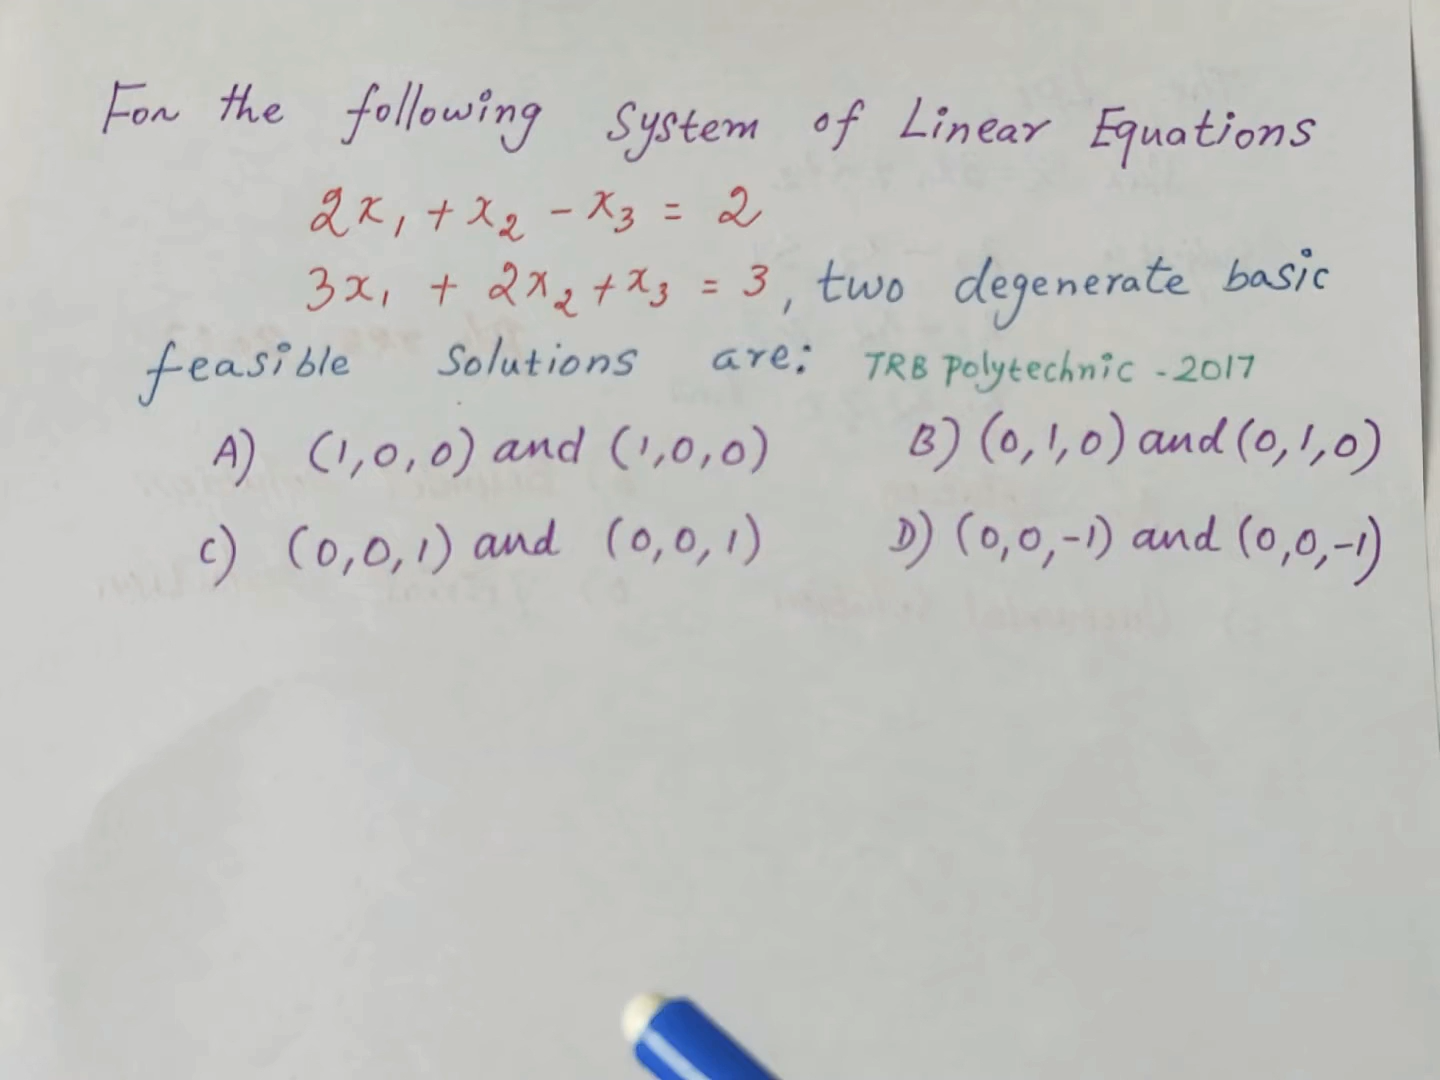 For the following System of Linear Equations
2x₁ + x₂ - x₃ = 2
3x₁ + 2x₂ + x₃ = 3, two degenerate basic
feasible Solutions are: TRB Polytechnic - 2017
A) (1,0,0) and (1,0,0) B) (0,1,0) and (0,1,0)
C) (0,0,1) and (0,0,1) D) (0,0,-1) and (0,0,-1)